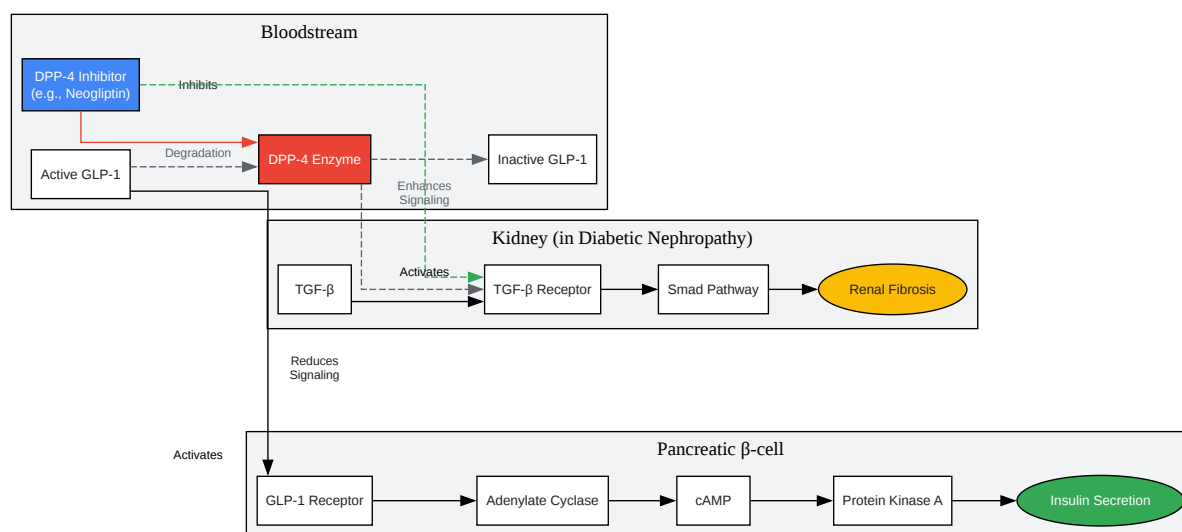 Bloodstream
DPP-4 Inhibitor
(e.g., Neogliptin)
Inhibits
Degradation
DPP-4 Enzyme
Inactive GLP-1
Active GLP-1
Enhances
Signaling
Kidney (in Diabetic Nephropathy)
Activates
TGF-β
TGF-β Receptor
Smad Pathway
Renal Fibrosis
Reduces
Signaling
Activates
Pancreatic β-cell
GLP-1 Receptor
Adenylate Cyclase
cAMP
Protein Kinase A
Insulin Secretion